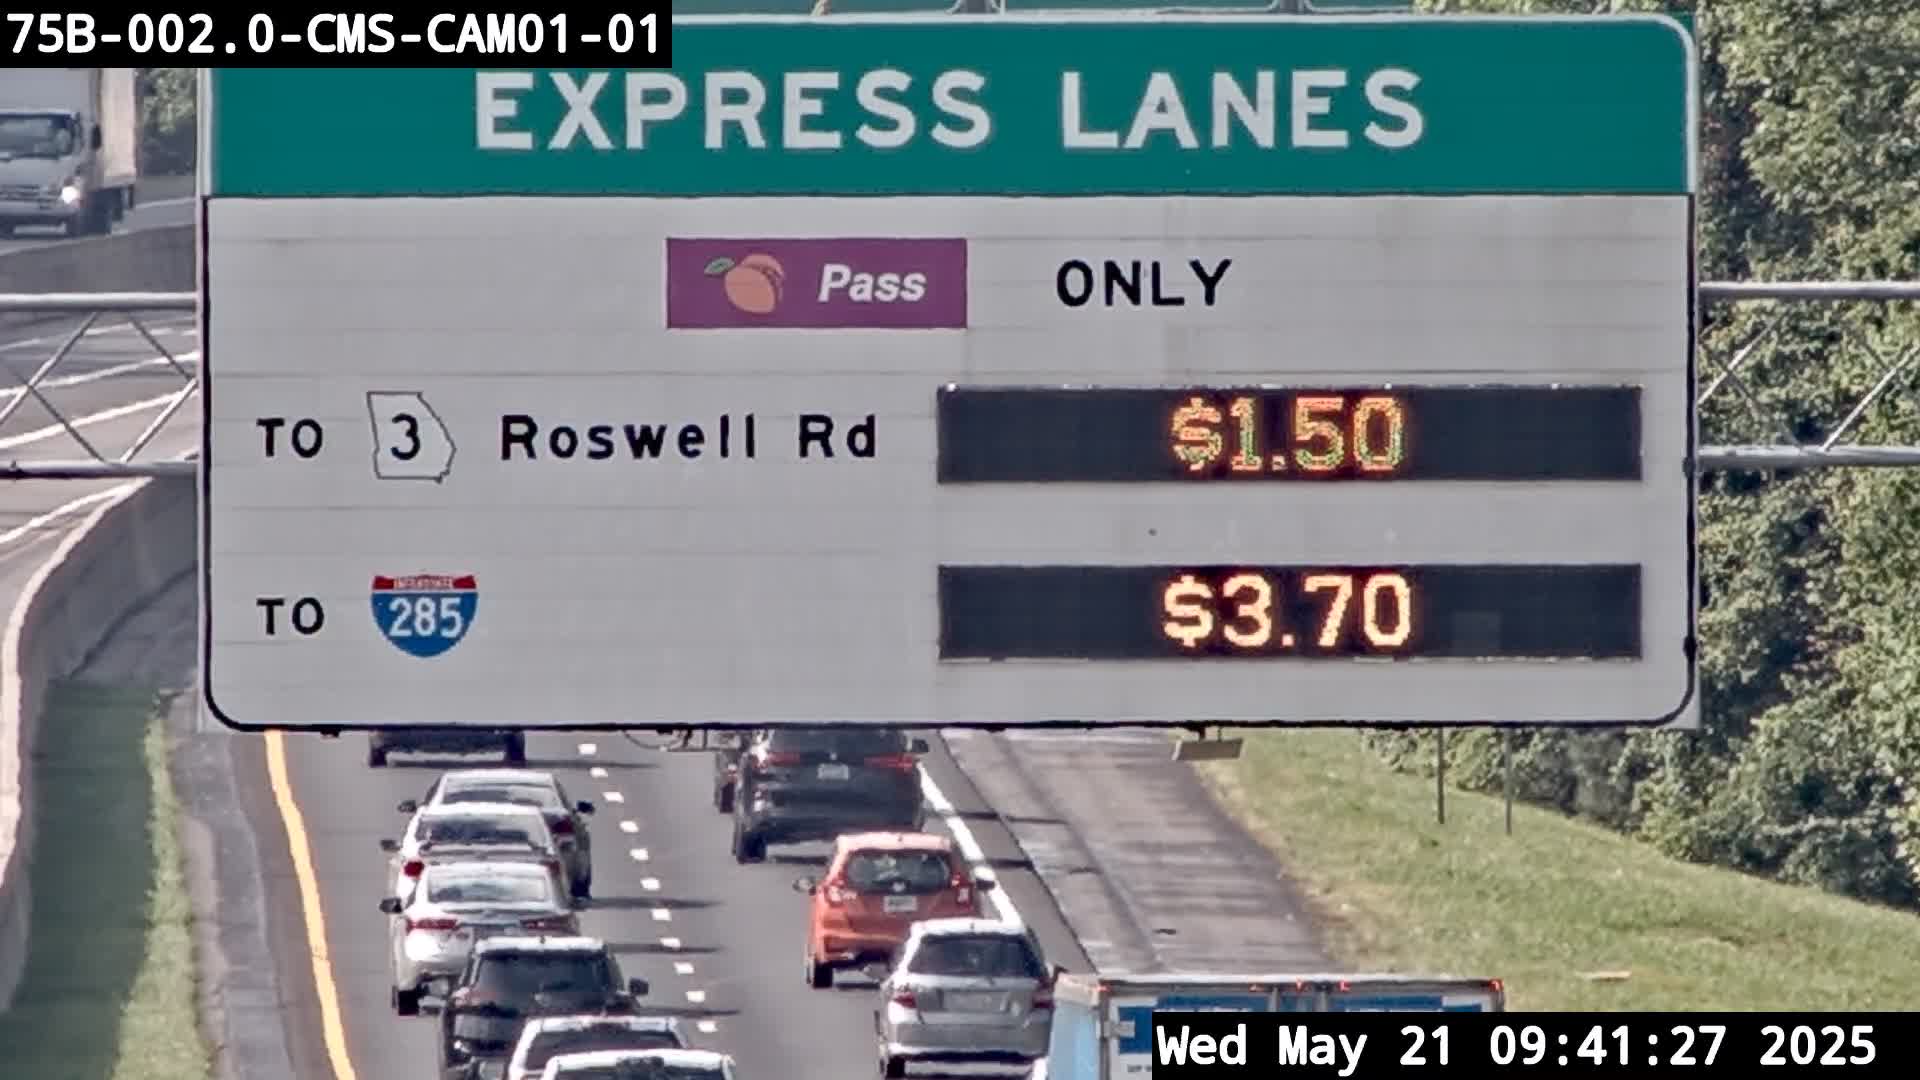 75B-002.0-CMS-CAM01-01
EXPRESS LANES
Pass ONLY
TO 3 Roswell Rd $1.50
INTERSTATE
TO 285 $3.70
Wed May 21 09:41:27 2025